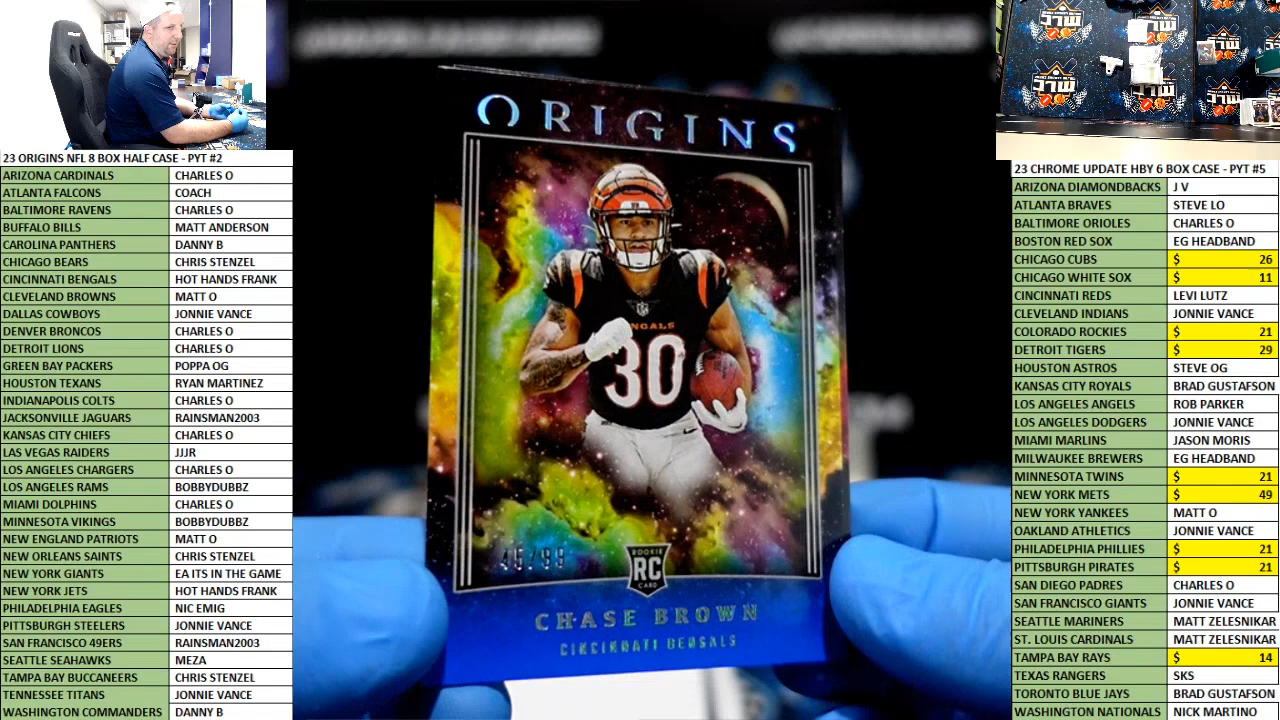 23 ORIGINS NFL 8 BOX HALF CASE - PYT #2
ARIZONA CARDINALS CHARLES O
ATLANTA FALCONS COACH
BALTIMORE RAVENS CHARLES O
BUFFALO BILLS MATT ANDERSON
CAROLINA PANTHERS DANNY B
CHICAGO BEARS CHRIS STENZEL
CINCINNATI BENGALS HOT HANDS FRANK
CLEVELAND BROWNS MATT O
DALLAS COWBOYS JONNIE VANCE
DENVER BRONCOS CHARLES O
DETROIT LIONS CHARLES O
GREEN BAY PACKERS POPPA OG
HOUSTON TEXANS RYAN MARTINEZ
INDIANAPOLIS COLTS CHARLES O
JACKSONVILLE JAGUARS RAINSMAN2003
KANSAS CITY CHIEFS CHARLES O
LAS VEGAS RAIDERS JJJR
LOS ANGELES CHARGERS CHARLES O
LOS ANGELES RAMS BOBBYDUBBZ
MIAMI DOLPHINS CHARLES O
MINNESOTA VIKINGS BOBBYDUBBZ
NEW ENGLAND PATRIOTS MATT O
NEW ORLEANS SAINTS CHRIS STENZEL
NEW YORK GIANTS EA ITS IN THE GAME
NEW YORK JETS HOT HANDS FRANK
PHILADELPHIA EAGLES NIC EMIG
PITTSBURGH STEELERS JONNIE VANCE
SAN FRANCISCO 49ERS RAINSMAN2003
SEATTLE SEAHAWKS MEZA
TAMPA BAY BUCCANEERS CHRIS STENZEL
TENNESSEE TITANS JONNIE VANCE
WASHINGTON COMMANDERS DANNY B
ORIGINS
NGALS
30
45/99
ROOKIE
RC
CARD
CHASE BROWN
CINCINNATI BENGALS
23 CHROME UPDATE HBY 6 BOX CASE - PYT #5
ARIZONA DIAMONDBACKS J V
ATLANTA BRAVES STEVE LO
BALTIMORE ORIOLES CHARLES O
BOSTON RED SOX EG HEADBAND
CHICAGO CUBS $ 26
CHICAGO WHITE SOX $ 11
CINCINNATI REDS LEVI LUTZ
CLEVELAND INDIANS JONNIE VANCE
COLORADO ROCKIES $ 21
DETROIT TIGERS $ 29
HOUSTON ASTROS STEVE OG
KANSAS CITY ROYALS BRAD GUSTAFSON
LOS ANGELES ANGELS ROB PARKER
LOS ANGELES DODGERS JONNIE VANCE
MIAMI MARLINS JASON MORIS
MILWAUKEE BREWERS EG HEADBAND
MINNESOTA TWINS $ 21
NEW YORK METS $ 49
NEW YORK YANKEES MATT O
OAKLAND ATHLETICS JONNIE VANCE
PHILADELPHIA PHILLIES $ 21
PITTSBURGH PIRATES $ 21
SAN DIEGO PADRES CHARLES O
SAN FRANCISCO GIANTS JONNIE VANCE
SEATTLE MARINERS MATT ZELESNIKAR
ST. LOUIS CARDINALS MATT ZELESNIKAR
TAMPA BAY RAYS $ 14
TEXAS RANGERS SKS
TORONTO BLUE JAYS BRAD GUSTAFSON
WASHINGTON NATIONALS NICK MARTINO